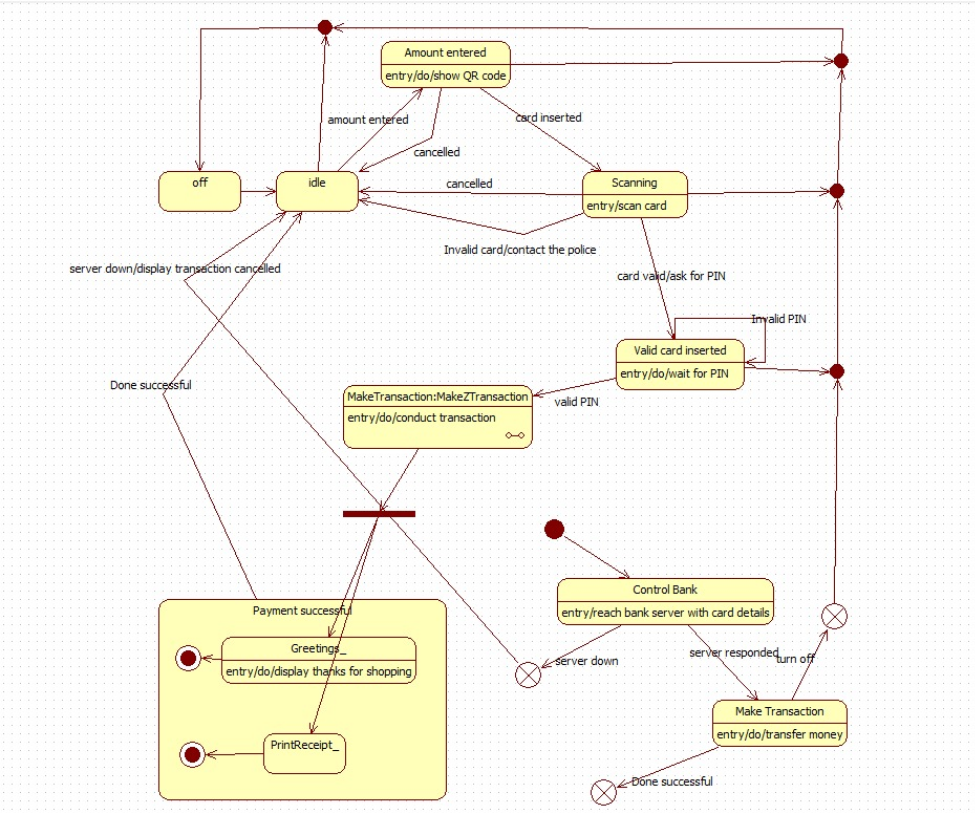 Amount entered
entry/do/show QR code
amount entered
card inserted
cancelled
off
idle
cancelled
Scanning
entry/scan card
Invalid card/contact the police
server down/display transaction cancelled
card valid/ask for PIN
Invalid PIN
Valid card inserted
entry/do/wait for PIN
Done successful
MakeTransaction:MakeZTransaction
entry/do/conduct transaction
valid PIN
Control Bank
entry/reach bank server with card details
Payment successful
Greetings_
entry/do/display thanks for shopping
server down
server responded
turn off
Make Transaction
entry/do/transfer money
PrintReceipt_
Done successful